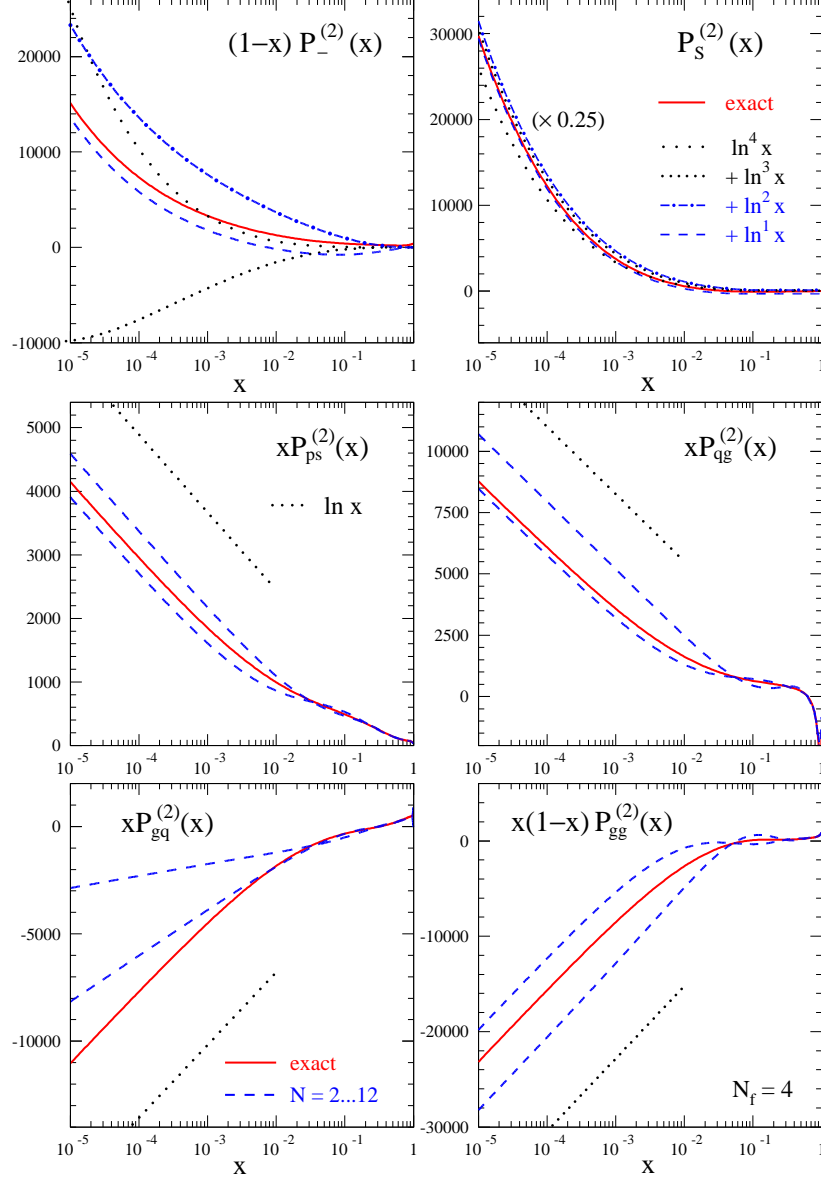 (1−x) P₋⁽²⁾(x)
20000
10000
0
-10000
10⁻⁵ 10⁻⁴ 10⁻³ 10⁻² 10⁻¹ 1
x
P_S⁽²⁾(x)
(× 0.25)
exact
ln⁴ x
+ ln³ x
+ ln² x
+ ln¹ x
30000
20000
10000
0
10⁻⁵ 10⁻⁴ 10⁻³ 10⁻² 10⁻¹ 1
x
xP_ps⁽²⁾(x)
ln x
5000
4000
3000
2000
1000
0
10⁻⁵ 10⁻⁴ 10⁻³ 10⁻² 10⁻¹ 1
xP_qg⁽²⁾(x)
10000
7500
5000
2500
0
10⁻⁵ 10⁻⁴ 10⁻³ 10⁻² 10⁻¹ 1
xP_gq⁽²⁾(x)
0
-5000
-10000
exact
N = 2...12
10⁻⁵ 10⁻⁴ 10⁻³ 10⁻² 10⁻¹ 1
x
x(1−x) P_gg⁽²⁾(x)
0
-10000
-20000
-30000
N_f = 4
10⁻⁵ 10⁻⁴ 10⁻³ 10⁻² 10⁻¹ 1
x